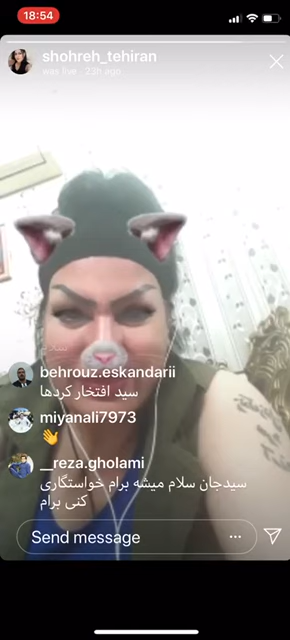 18:54
shohreh_tehiran
was live · 23h ago
behrouz.eskandarii
سید افتخار کردها
miyanali7973
👋
__reza.gholami
سیدجان سلام میشه برام خواستگاری
کنی برام
Send message